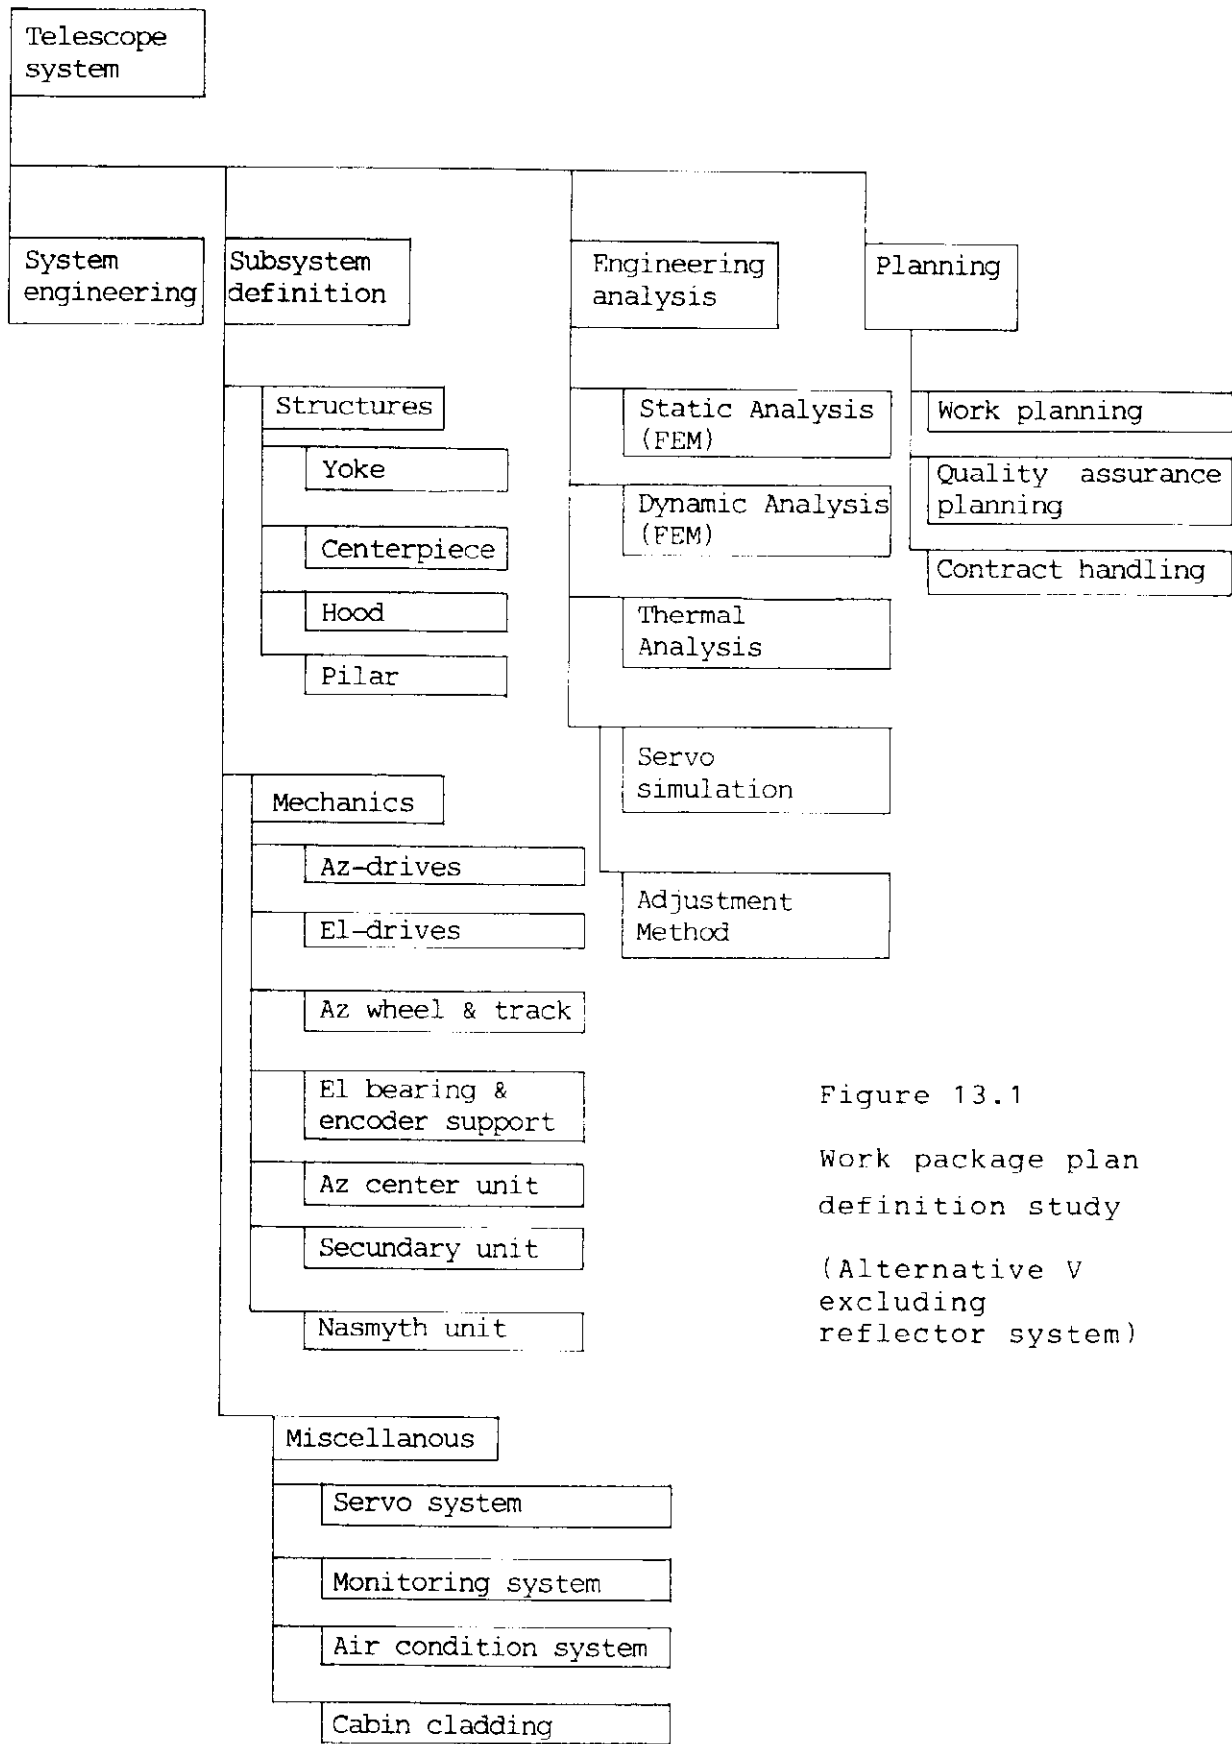 Telescope
system
System
engineering
Subsystem
definition
Engineering
analysis
Planning
Structures
Yoke
Centerpiece
Hood
Pilar
Mechanics
Az-drives
El-drives
Az wheel & track
El bearing &
encoder support
Az center unit
Secundary unit
Nasmyth unit
Miscellanous
Servo system
Monitoring system
Air condition system
Cabin cladding
Static Analysis
(FEM)
Dynamic Analysis
(FEM)
Thermal
Analysis
Servo
simulation
Adjustment
Method
Work planning
Quality assurance
planning
Contract handling
Figure 13.1
Work package plan
definition study
(Alternative V
excluding
reflector system)